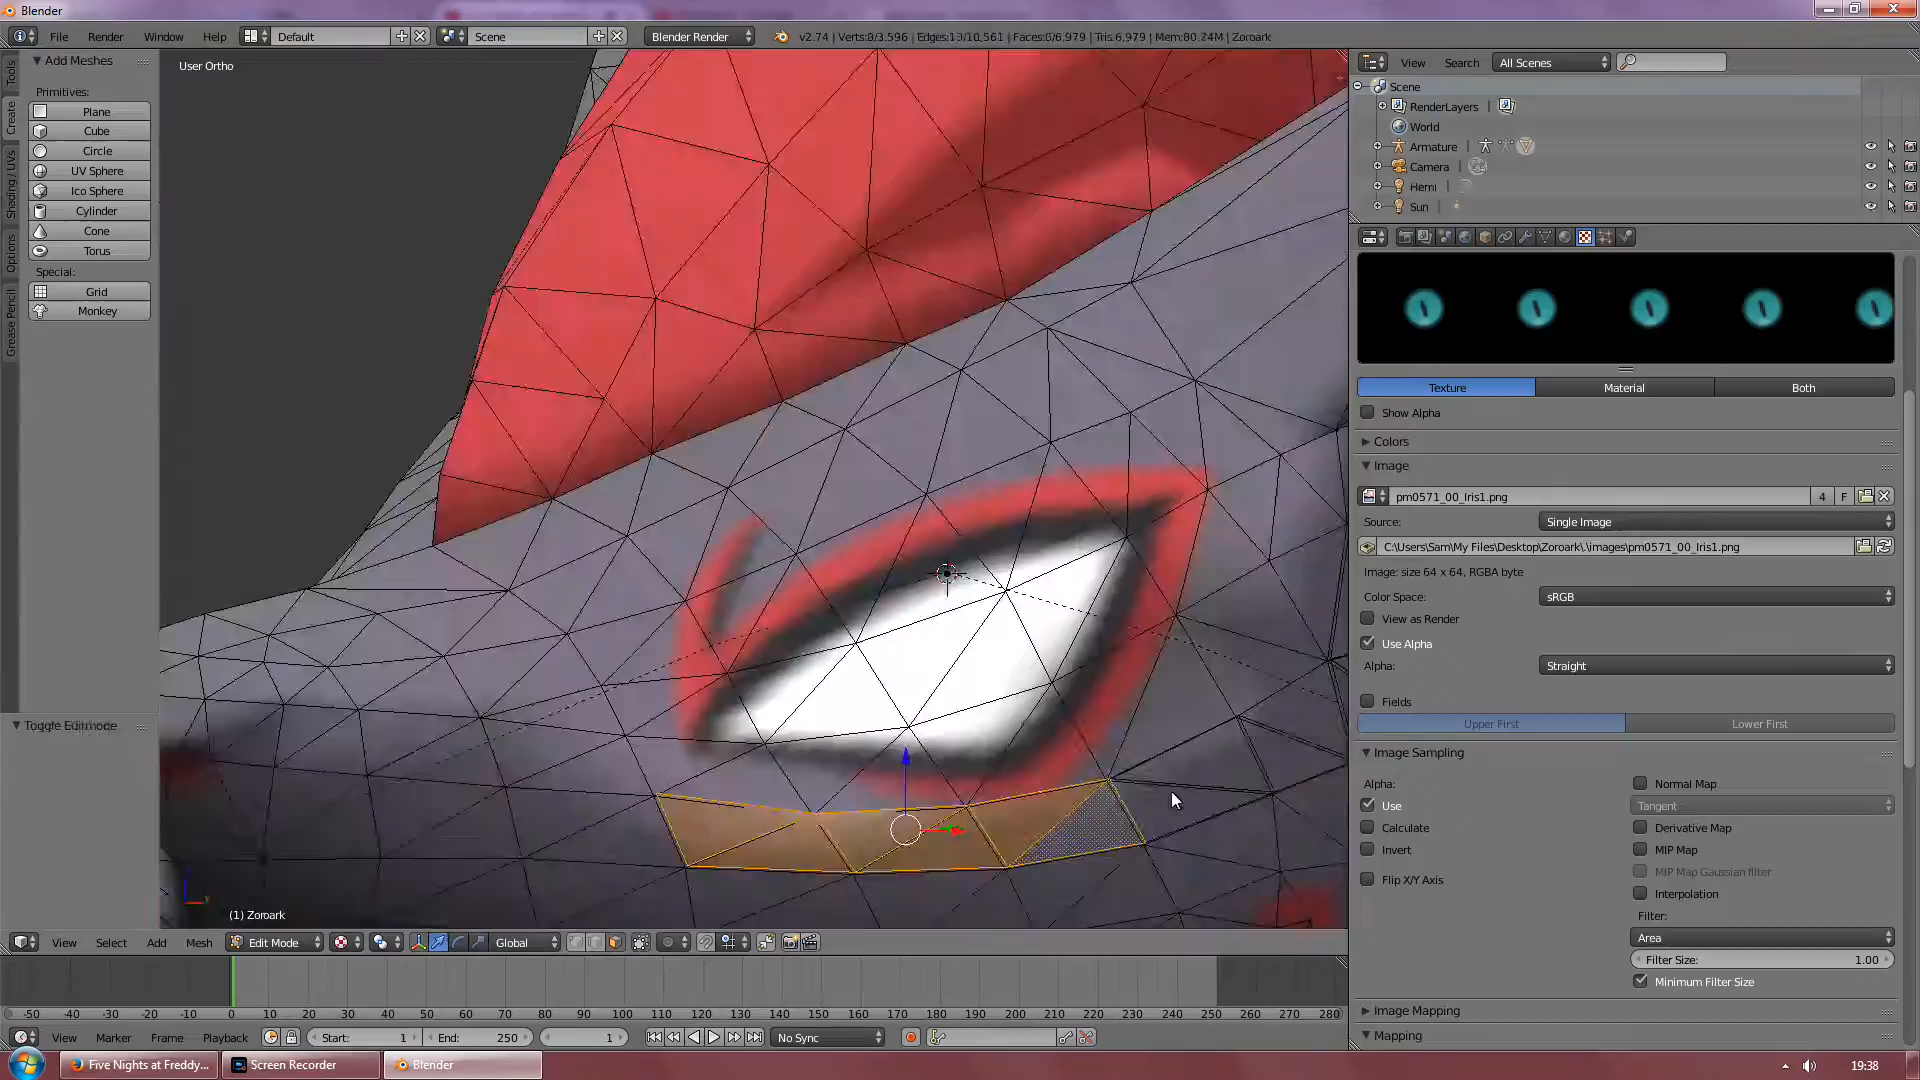 Blender
File Render Window Help Default Scene Blender Render v2.74 | Verts:0/3,596 | Edges:13/10,561 | Faces:6/6,979 | Tris:6,979 | Mem:80.24M | Zoroark
Tools
Create
Shading / UVs
Options
Grease Pencil
Add Meshes
Primitives:
Plane
Cube
Circle
UV Sphere
Ico Sphere
Cylinder
Cone
Torus
Special:
Grid
Monkey
Toggle Editmode
User Ortho
(1) Zoroark
View Select Add Mesh Edit Mode Global
-50 -40 -30 -20 -10 0 10 20 30 40 50 60 70 80 90 100 110 120 130 140 150 160 170 180 190 200 210 220 230 240 250 260 270 280
View Marker Frame Playback Start: 1 End: 250 1 No Sync
View Search All Scenes
Scene
RenderLayers
World
Armature
Camera
Hemi
Sun
Texture Material Both
Show Alpha
Colors
Image
pm0571_00_Iris1.png 4 F
Source: Single Image
C:\Users\Sam\My Files\Desktop\Zoroark\.\images\pm0571_00_Iris1.png
Image: size 64 x 64, RGBA byte
Color Space: sRGB
View as Render
Use Alpha
Alpha: Straight
Fields
Upper First Lower First
Image Sampling
Alpha: Normal Map
Use Tangent
Calculate Derivative Map
Invert MIP Map
MIP Map Gaussian filter
Flip X/Y Axis
Interpolation
Filter:
Area
Filter Size: 1.00
Minimum Filter Size
Image Mapping
Mapping
Five Nights at Freddy... Screen Recorder Blender 19:38